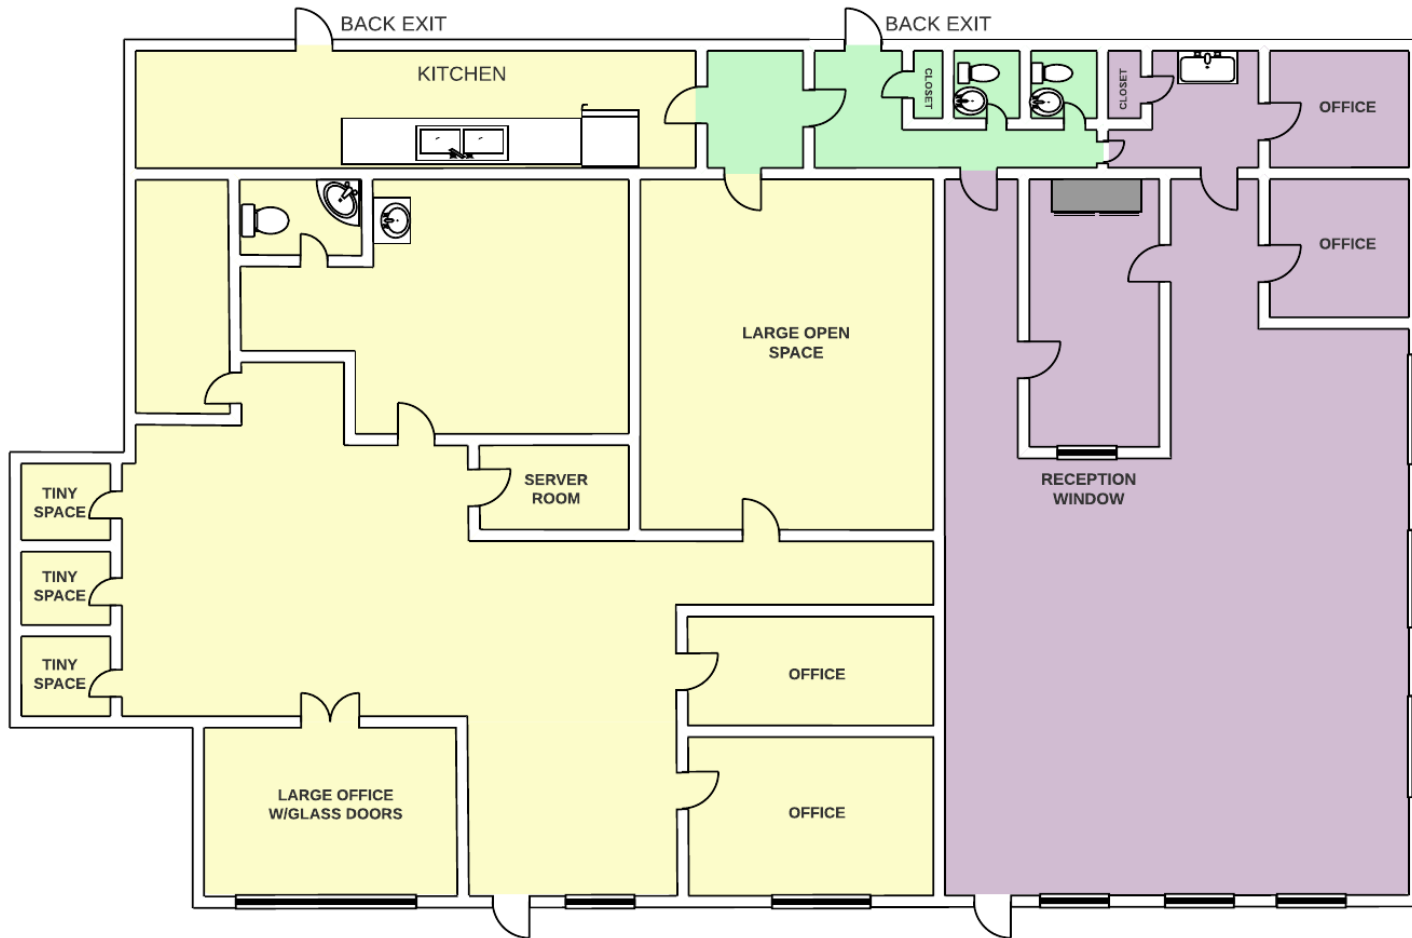 BACK EXIT
BACK EXIT
KITCHEN
CLOSET
CLOSET
OFFICE
OFFICE
LARGE OPEN
SPACE
SERVER
ROOM
RECEPTION
WINDOW
TINY
SPACE
TINY
SPACE
TINY
SPACE
OFFICE
LARGE OFFICE
W/GLASS DOORS
OFFICE